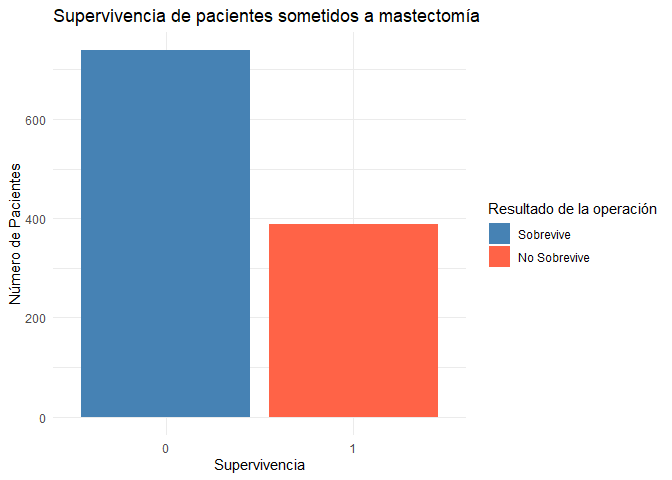 Supervivencia de pacientes sometidos a mastectomía
Número de Pacientes
600
400
200
0
0
1
Supervivencia
Resultado de la operación
Sobrevive
No Sobrevive